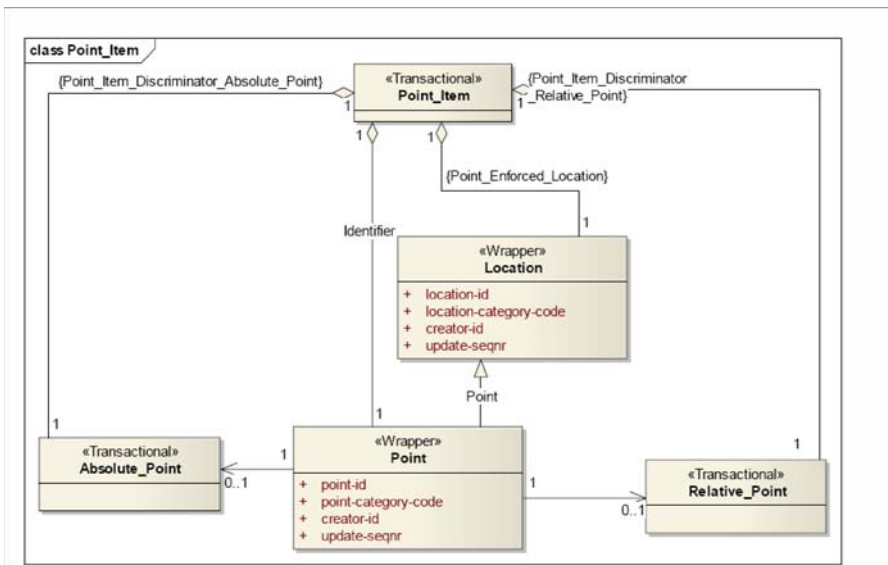 class Point_Item
{Point_Item_Discriminator_Absolute_Point}
«Transactional»
Point_Item
{Point_Item_Discriminator
_Relative_Point}
1
1
1
1
{Point_Enforced_Location}
1
Identifier
«Wrapper»
Location
+ location-id
+ location-category-code
+ creator-id
+ update-seqnr
Point
1
1
1
«Transactional»
Absolute_Point
1
0..1
«Wrapper»
Point
+ point-id
+ point-category-code
+ creator-id
+ update-seqnr
1
0..1
«Transactional»
Relative_Point